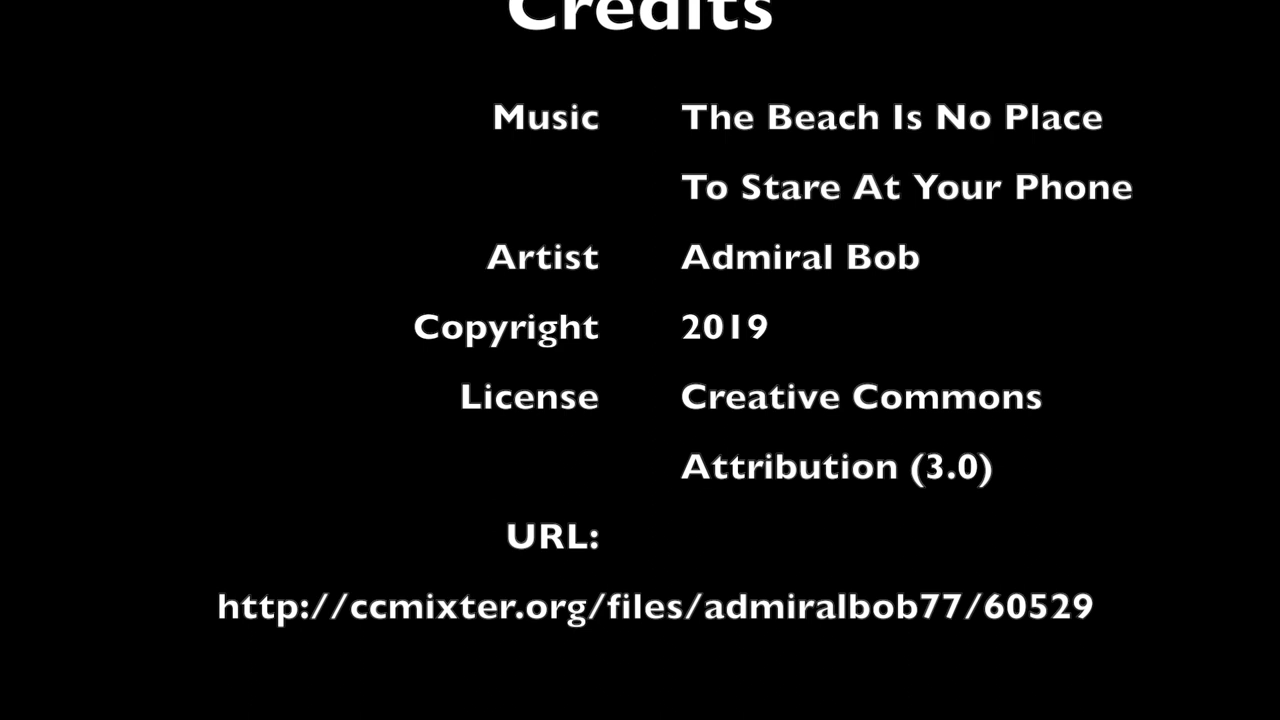 Credits
Music The Beach Is No Place
To Stare At Your Phone
Artist Admiral Bob
Copyright 2019
License Creative Commons
Attribution (3.0)
URL:
http://ccmixter.org/files/admiralbob77/60529